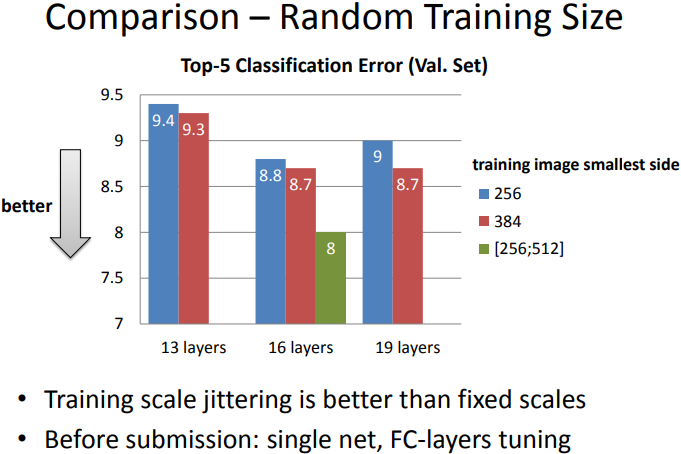 Comparison – Random Training Size
Top-5 Classification Error (Val. Set)
9.5
9
8.5
8
7.5
7
better
9.4
9.3
8.8
8.7
8
9
8.7
13 layers
16 layers
19 layers
training image smallest side
256
384
[256;512]
• Training scale jittering is better than fixed scales
• Before submission: single net, FC-layers tuning